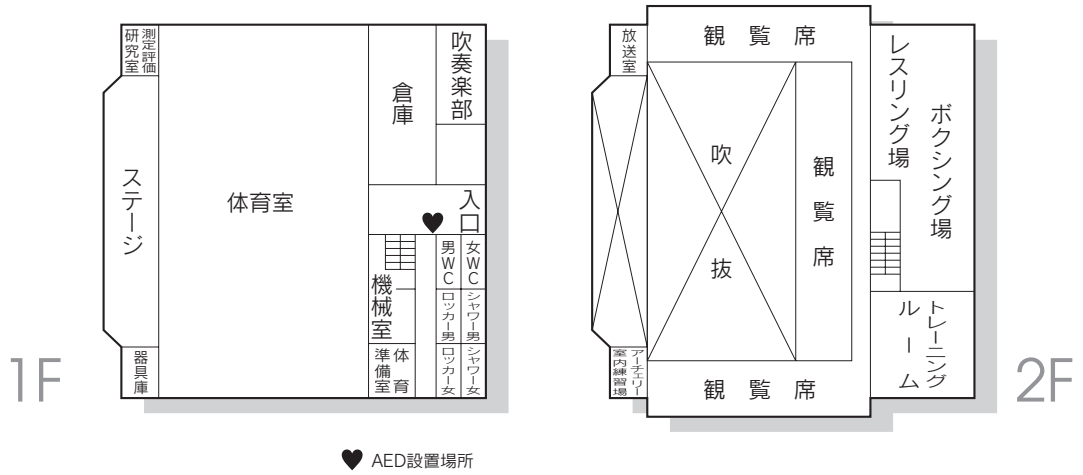 測定評価
研究室
ステージ
器具庫
体育室
倉庫
吹奏楽部
入口
機械室
男WC
女WC
ロッカー男
シャワー男
体育
準備室
ロッカー女
シャワー女
1F
放送室
観覧席
吹抜
観覧席
観覧席
レスリング場
ボクシング場
トレーニング
ルーム
アーチェリー
室内練習場
2F
♥ AED設置場所